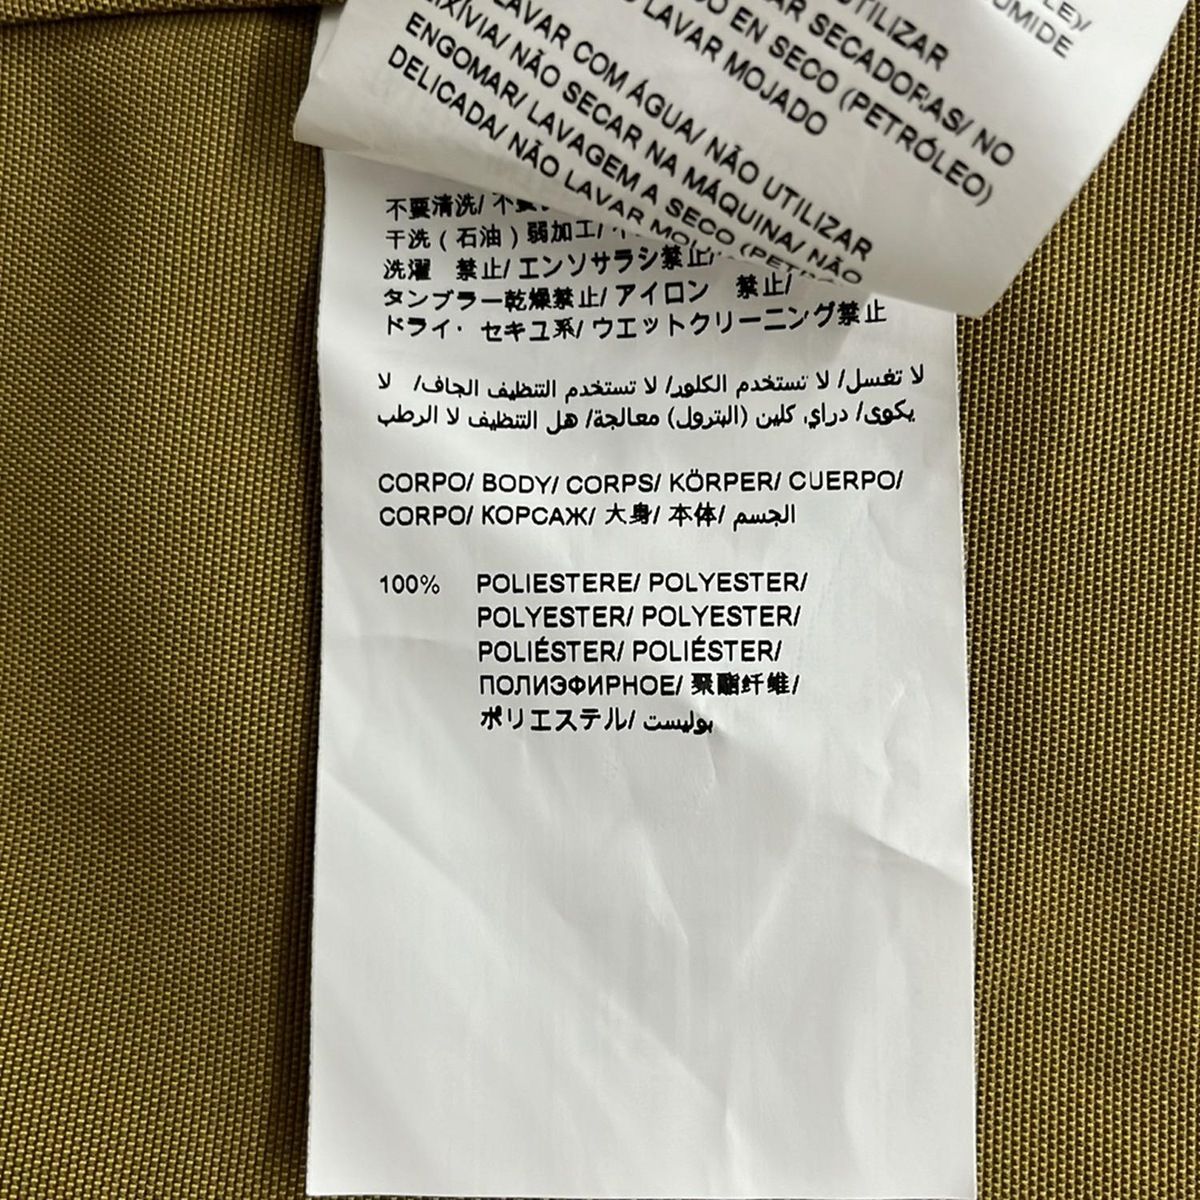 UMIDE
UTILIZAR
SECADORAS/ NO
EN SECO (PETRÓLEO)
LAVAR MOJADO
LAVAR COM ÁGUA/ NÃO UTILIZAR
NÃO SECAR NA MÁQUINA/ NÃO
ENGOMAR/ LAVAGEM A SECO
DELICADA/ NÃO LAVAR
不要清洗/
干洗 ( 石油 ) 弱加工/
洗濯 禁止/ エンソサラシ禁止/
タンブラー乾燥禁止/ アイロン 禁止/
ドライ· セキユ系/ ウエットクリーニング禁止
لا تغسل/ لا تستخدم الكلور/ لا تستخدم التنظيف الجاف/ لا
يكوى/ دراي كلين (البترول) معالجة/ هل التنظيف لا الرطب
CORPO/ BODY/ CORPS/ KÖRPER/ CUERPO/
CORPO/ КОРСАЖ/ 大身/ 本体/ الجسم
100% POLIESTERE/ POLYESTER/
POLYESTER/ POLYESTER/
POLIÉSTER/ POLIÉSTER/
ПОЛИЭФИРНОЕ/ 聚酯纤维/
ポリエステル/ بوليست